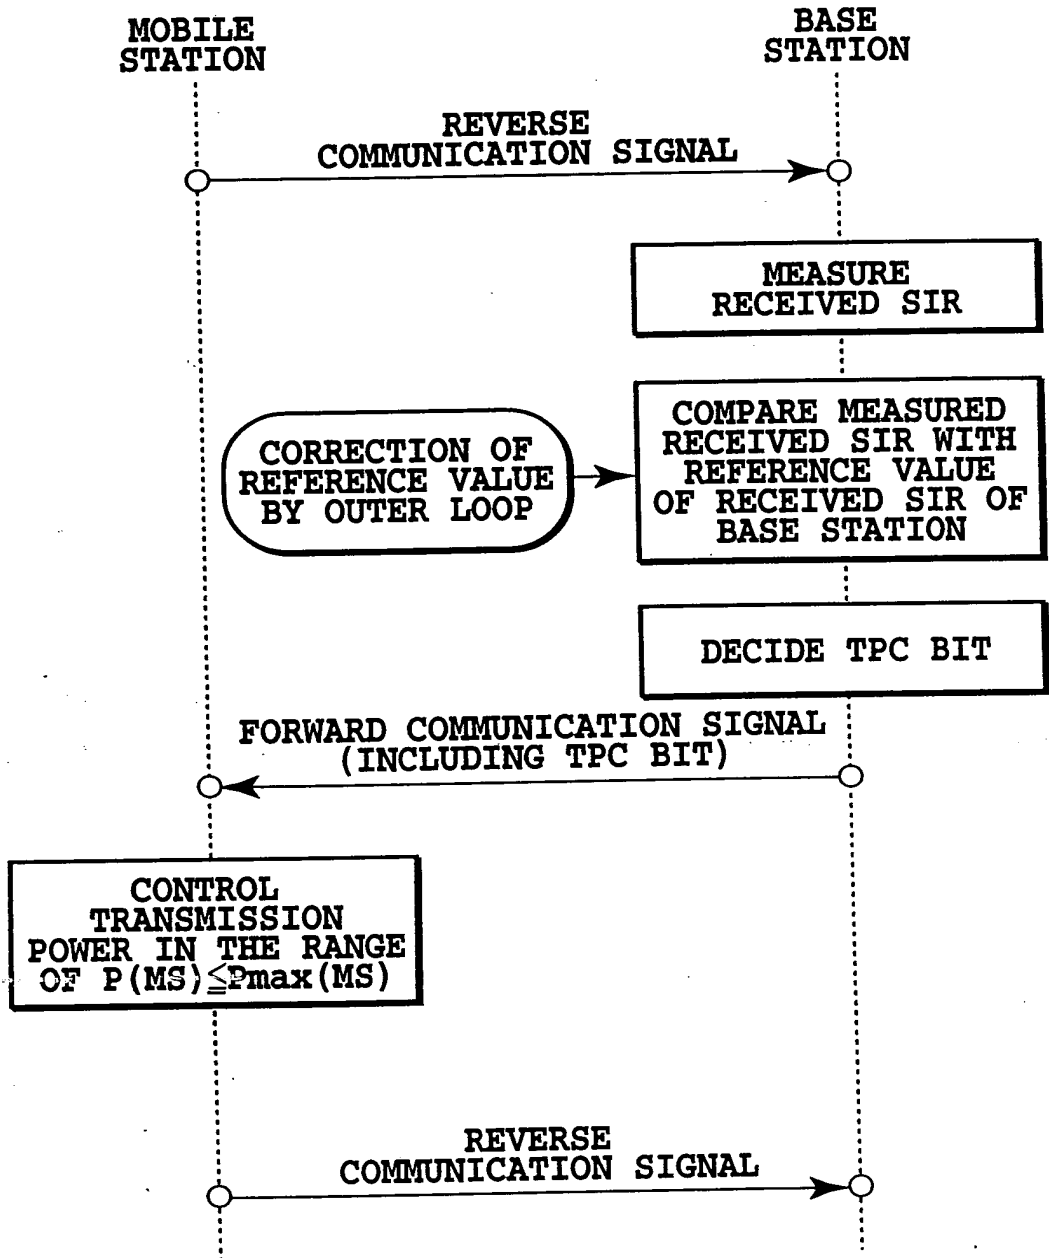 MOBILE
STATION
BASE
STATION
REVERSE
COMMUNICATION SIGNAL
MEASURE
RECEIVED SIR
COMPARE MEASURED
RECEIVED SIR WITH
REFERENCE VALUE
OF RECEIVED SIR OF
BASE STATION
CORRECTION OF
REFERENCE VALUE
BY OUTER LOOP
DECIDE TPC BIT
FORWARD COMMUNICATION SIGNAL
(INCLUDING TPC BIT)
CONTROL
TRANSMISSION
POWER IN THE RANGE
OF P(MS)≦Pmax(MS)
REVERSE
COMMUNICATION SIGNAL